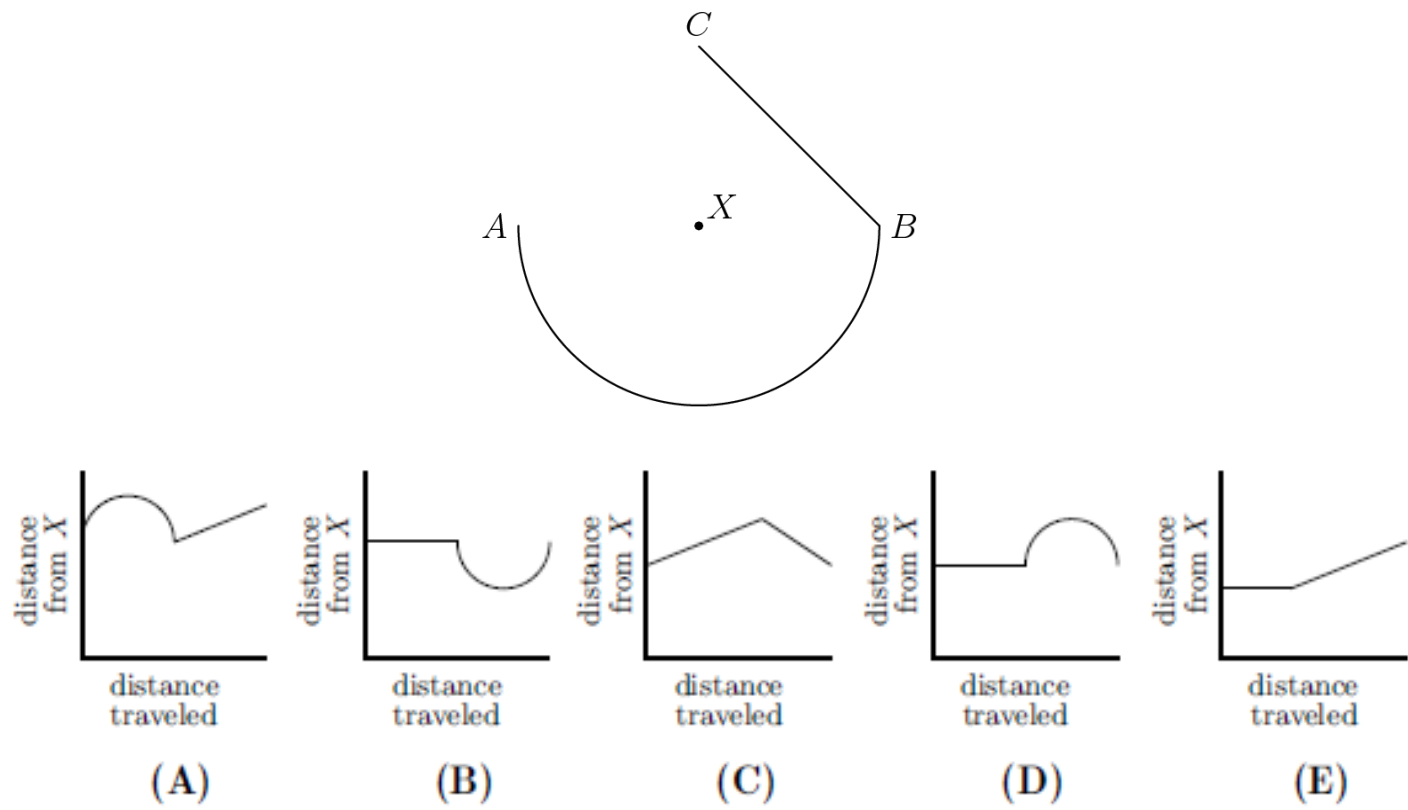 C
X
A
B
distance
from X
distance
traveled
(A)
distance
from X
distance
traveled
(B)
distance
from X
distance
traveled
(C)
distance
from X
distance
traveled
(D)
distance
from X
distance
traveled
(E)